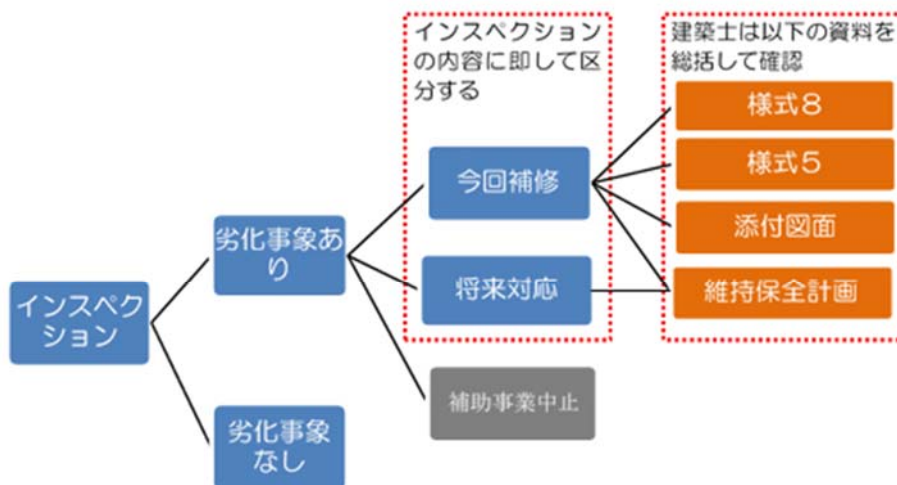 インスペクション
の内容に即して区
分する
建築士は以下の資料を
総括して確認
様式８
様式５
添付図面
維持保全計画
今回補修
将来対応
補助事業中止
劣化事象あ
り
劣化事象
なし
インスペク
ション